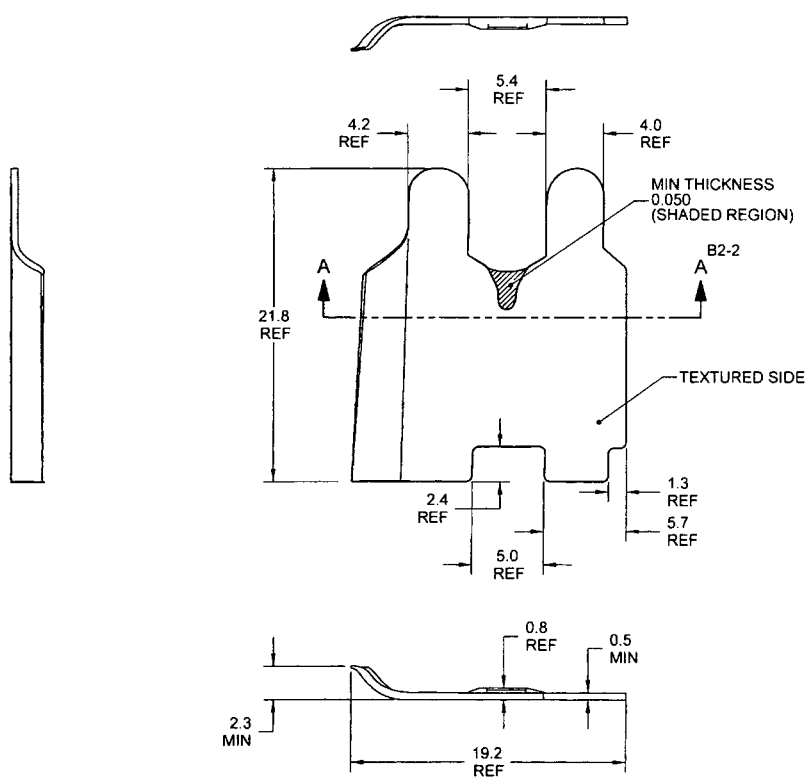 5.4
REF
4.2
REF
4.0
REF
MIN THICKNESS
0.050
(SHADED REGION)
B2-2
A
A
21.8
REF
TEXTURED SIDE
2.4
REF
1.3
REF
5.7
REF
5.0
REF
0.8
REF
0.5
MIN
2.3
MIN
19.2
REF